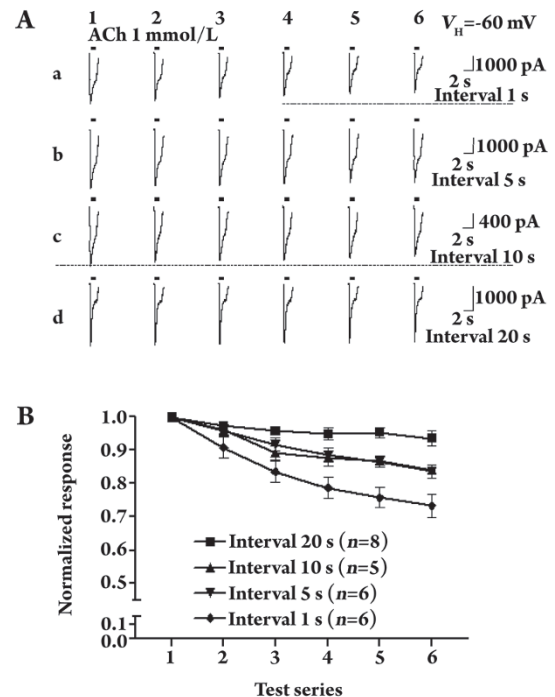 A
1 2 3 4 5 6 V_H=-60 mV
ACh 1 mmol/L
a
1000 pA
2 s
Interval 1 s
b
1000 pA
2 s
Interval 5 s
c
400 pA
2 s
Interval 10 s
d
1000 pA
2 s
Interval 20 s
B
Normalized response
1.0
0.9
0.8
0.7
0.6
0.5
0.1
0.0
Interval 20 s (n=8)
Interval 10 s (n=5)
Interval 5 s (n=6)
Interval 1 s (n=6)
1 2 3 4 5 6
Test series